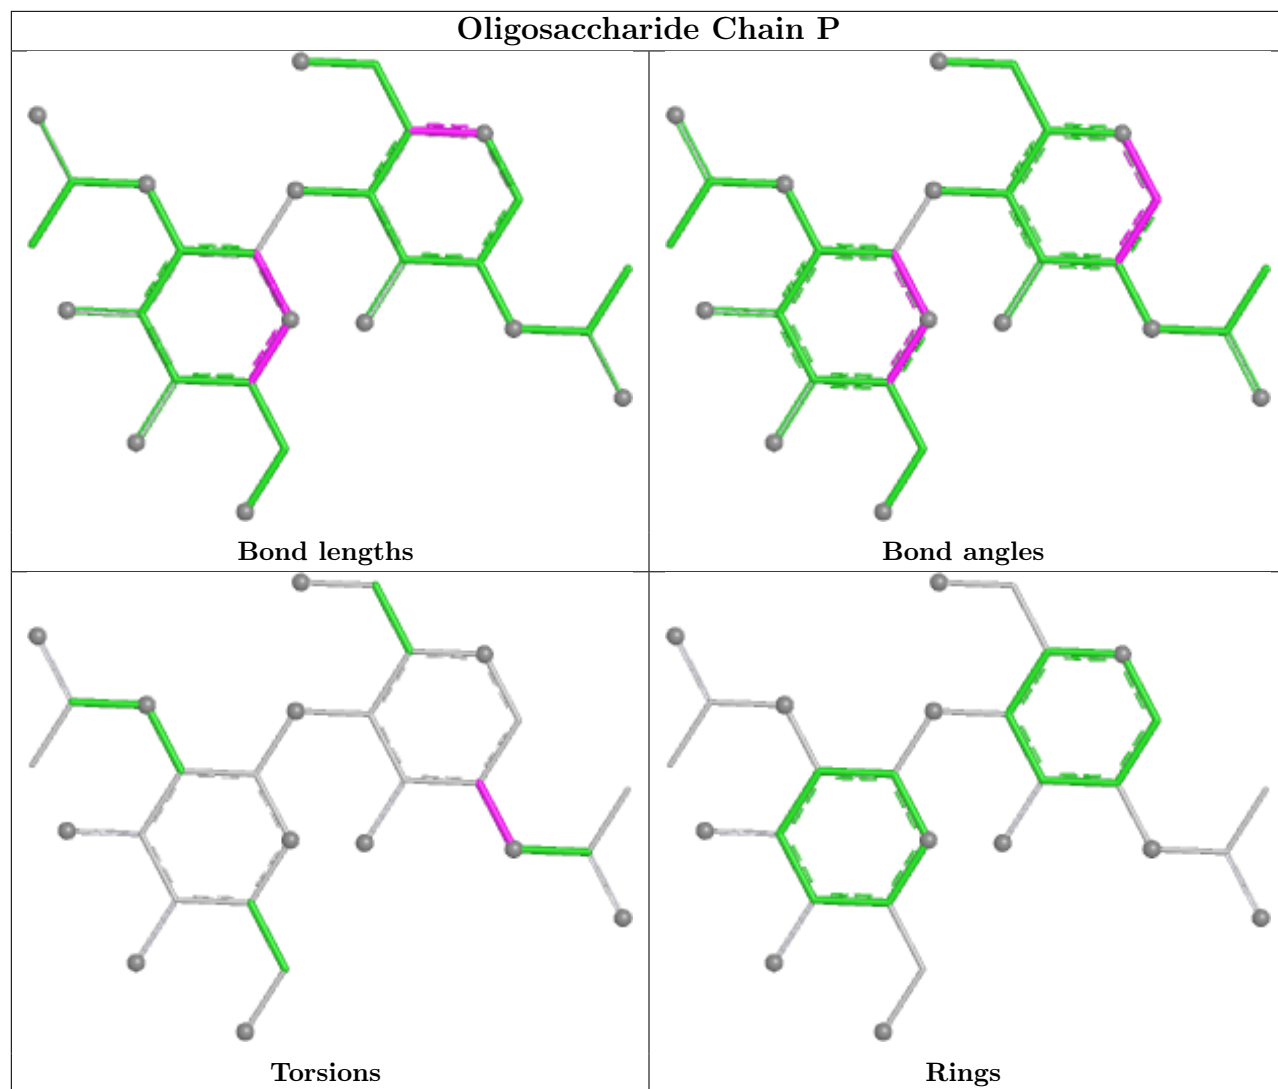 Oligosaccharide Chain P
Bond lengths
Bond angles
Torsions
Rings